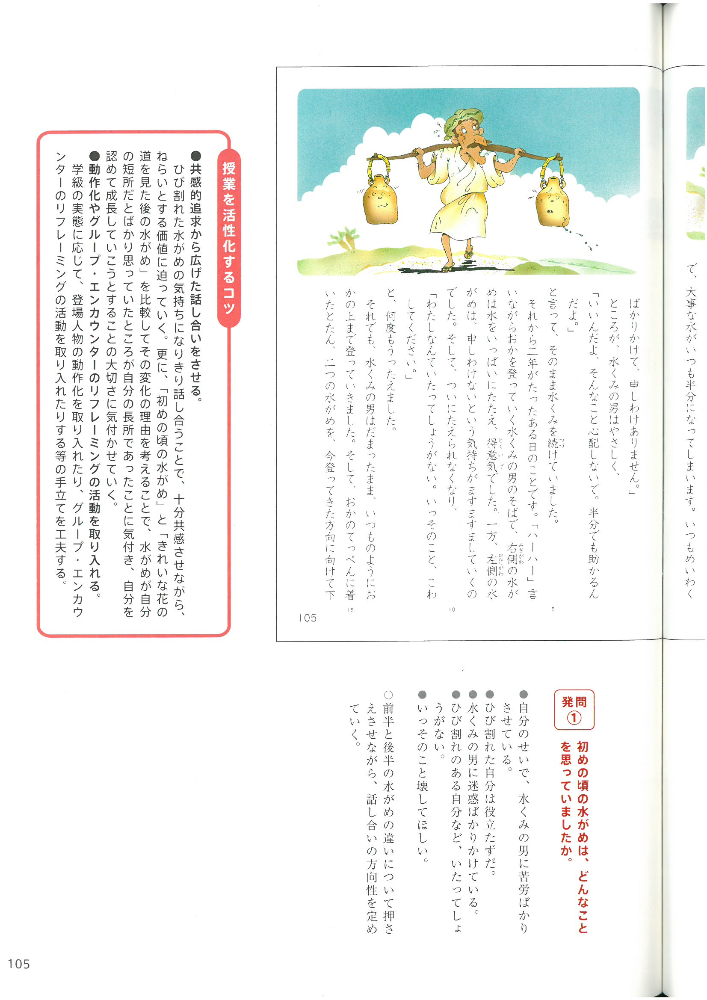 で、大事な水がいつも半分になってしまいます。いつもめいわく
ばかりかけて、申しわけありません。」
ところが、水くみの男はやさしく、
「いいんだよ、そんなこと心配しないで。半分でも助かるん
だよ。」
と言って、そのまま水くみを続けていました。
つづ
それから二年がたったある日のことです。「ハーハー」言
いながらおかを登っていく水くみの男のそばで、右側の水が
みぎがわ
めは水をいっぱいにたたえ、得意気でした。一方、左側の水
とくいげ
ひだりがわ
がめは、申しわけないという気持ちがますますましていくの
でした。そして、ついにたえられなくなり、
「わたしなんていたってしょうがない。いっそのこと、こわ
してください。」
と、何度もうったえました。
それでも、水くみの男はだまったまま、いつものようにお
かの上まで登っていきました。そして、おかのてっぺんに着
いたとたん、二つの水がめを、今登ってきた方向に向けて下
5
10
15
105
授業を活性化するコツ
●共感的追求から広げた話し合いをさせる。
ひび割れた水がめの気持ちになりきり話し合うことで、十分共感させながら、
ねらいとする価値に迫っていく。更に、「初めの頃の水がめ」と「きれいな花の
道を見た後の水がめ」を比較してその変化の理由を考えることで、水がめが自分
の短所だとばかり思っていたところが自分の長所であったことに気付き、自分を
認めて成長していこうとすることの大切さに気付かせていく。
●動作化やグループ・エンカウンターのリフレーミングの活動を取り入れる。
学級の実態に応じて、登場人物の動作化を取り入れたり、グループ・エンカウ
ンターのリフレーミングの活動を取り入れたりする等の手立てを工夫する。
発問
①
初めの頃の水がめは、どんなこと
を思っていましたか。
●自分のせいで、水くみの男に苦労ばかり
させている。
●ひび割れた自分は役立たずだ。
●水くみの男に迷惑ばかりかけている。
●ひび割れのある自分など、いたってしょ
うがない。
●いっそのこと壊してほしい。
○前半と後半の水がめの違いについて押さ
えさせながら、話し合いの方向性を定め
ていく。
105